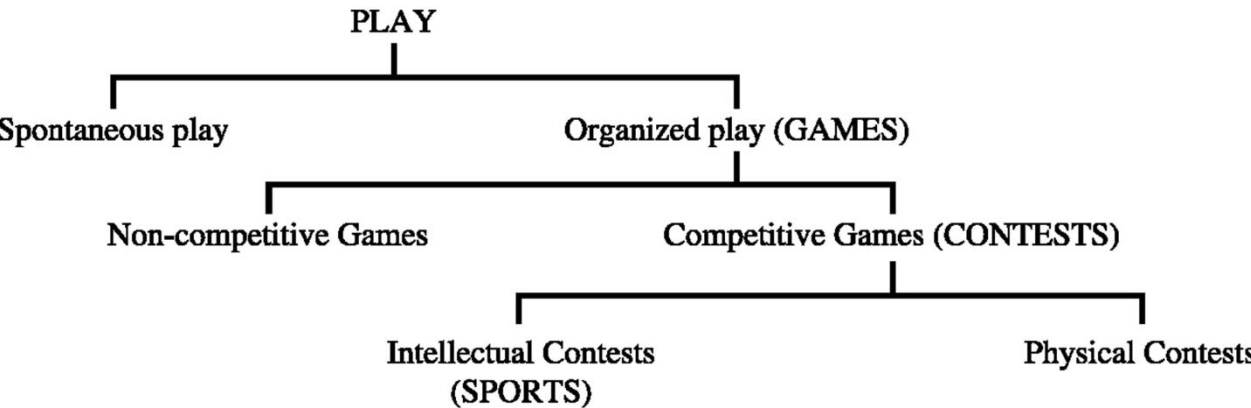 PLAY
Spontaneous play
Organized play (GAMES)
Non-competitive Games
Competitive Games (CONTESTS)
Intellectual Contests
(SPORTS)
Physical Contests